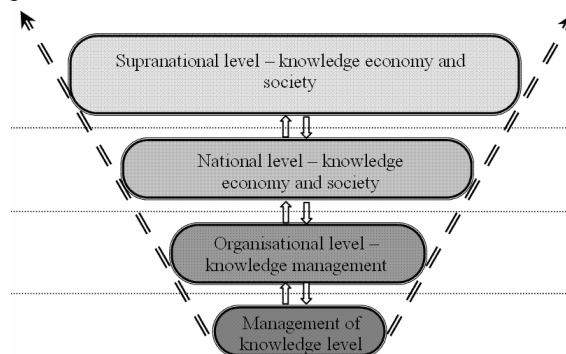 Supranational level – knowledge economy and
society
National level – knowledge
economy and society
Organisational level –
knowledge management
Management of
knowledge level